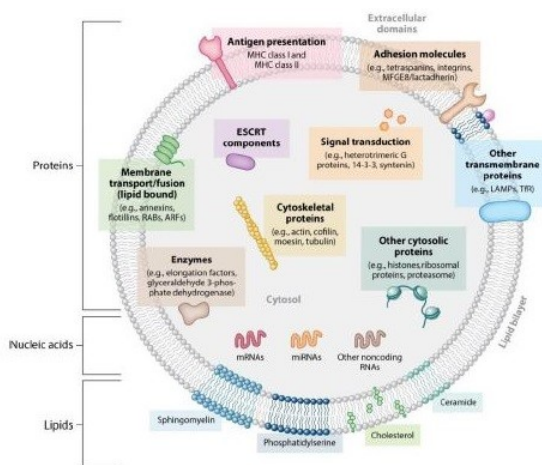 Extracellular
domains
Antigen presentation
MHC class I and
MHC class II
Adhesion molecules
(e.g., tetraspanins, integrins,
MFGE8/lactadherin)
ESCRT
components
Signal transduction
(e.g., heterotrimeric G
proteins, 14-3-3, syntenin)
Proteins
Membrane
transport/fusion
(lipid bound)
(e.g., annexins,
flotillins, RABs, ARFs)
Other
transmembrane
proteins
(e.g., LAMPs, TfR)
Cytoskeletal
proteins
(e.g., actin, cofilin,
moesin, tubulin)
Enzymes
(e.g., elongation factors,
glyceraldehyde 3-phos-
phate dehydrogenase)
Other cytosolic
proteins
(e.g., histones,ribosomal
proteins, proteasome)
Cytosol
Lipid bilayer
Nucleic acids
mRNAs
miRNAs
Other noncoding
RNAs
Lipids
Sphingomyelin
Phosphatidylserine
Cholesterol
Ceramide